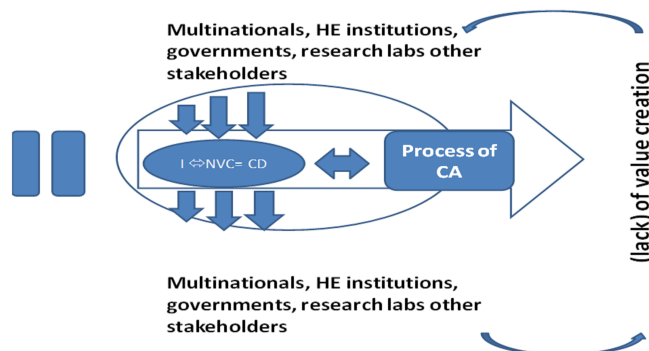 Multinationals, HE institutions,
governments, research labs other
stakeholders
I ⇔NVC= CD
Process of
CA
(lack) of value creation
Multinationals, HE institutions,
governments, research labs other
stakeholders